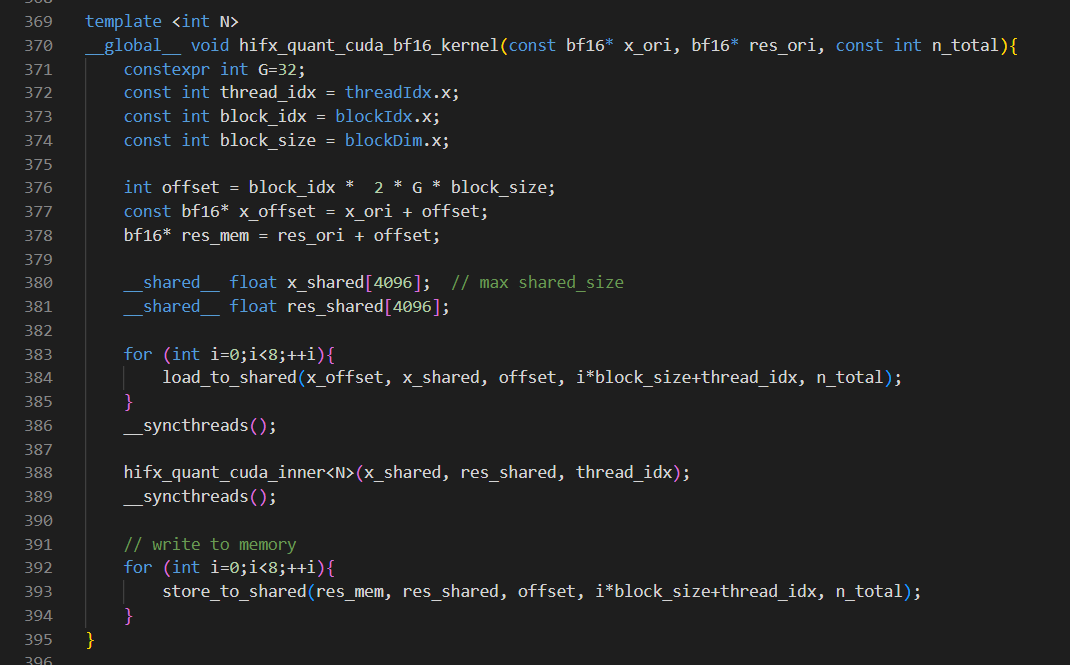 369 template <int N>
370 __global__ void hifx_quant_cuda_bf16_kernel(const bf16* x_ori, bf16* res_ori, const int n_total){
371     constexpr int G=32;
372     const int thread_idx = threadIdx.x;
373     const int block_idx = blockIdx.x;
374     const int block_size = blockDim.x;
375
376     int offset = block_idx *  2 * G * block_size;
377     const bf16* x_offset = x_ori + offset;
378     bf16* res_mem = res_ori + offset;
379
380     __shared__ float x_shared[4096];  // max shared_size
381     __shared__ float res_shared[4096];
382
383     for (int i=0;i<8;++i){
384         load_to_shared(x_offset, x_shared, offset, i*block_size+thread_idx, n_total);
385     }
386     __syncthreads();
387
388     hifx_quant_cuda_inner<N>(x_shared, res_shared, thread_idx);
389     __syncthreads();
390
391     // write to memory
392     for (int i=0;i<8;++i){
393         store_to_shared(res_mem, res_shared, offset, i*block_size+thread_idx, n_total);
394     }
395 }
396